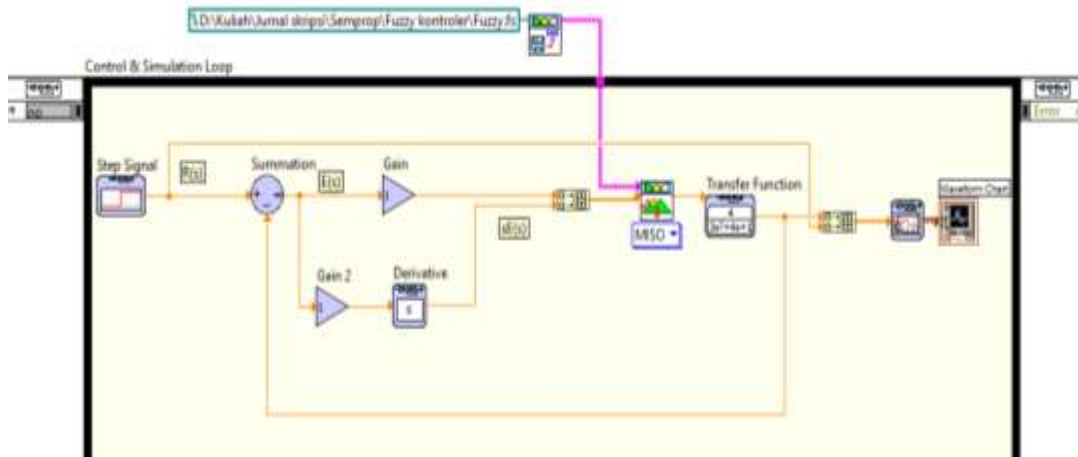 D:\Kuliah\Jurnal skripsi\Semprop\Fuzzy kontroler\Fuzzy.fs
Control & Simulation Loop
Error
Step Signal
R(s)
Summation
E(s)
Gain
Transfer Function
Waveform Chart
MISO
Gain 2
Derivative